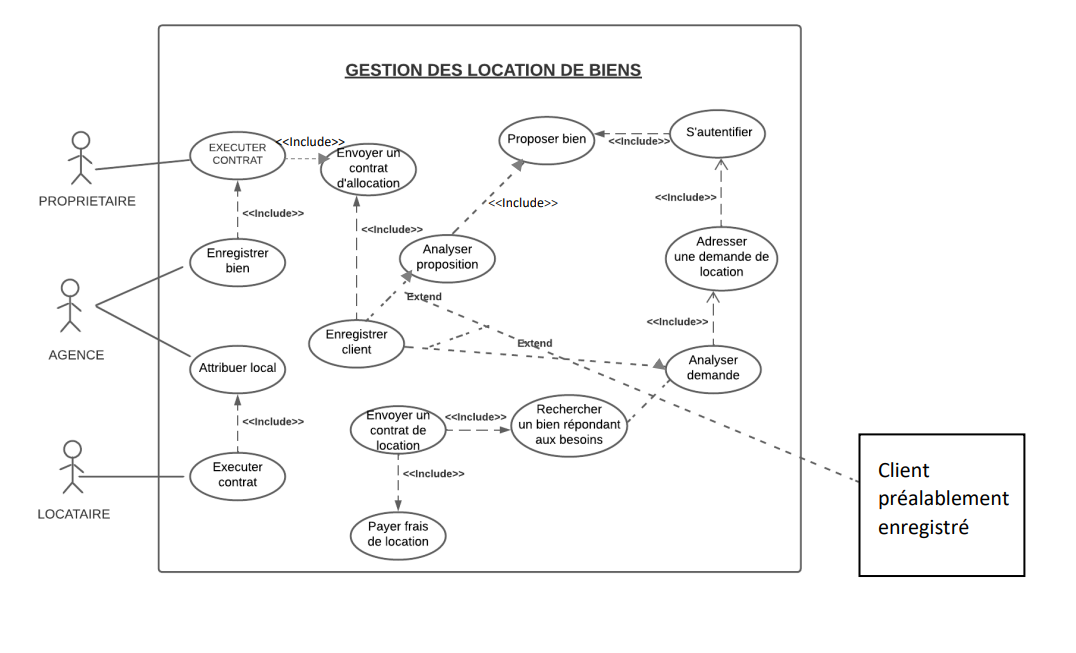 GESTION DES LOCATION DE BIENS
PROPRIETAIRE
EXECUTER
CONTRAT
<<Include>>
Envoyer un
contrat
d'allocation
Proposer bien
<<Include>>
S'autentifier
<<Include>>
<<Include>>
<<Include>>
<<Include>>
Enregistrer
bien
Analyser
proposition
Adresser
une demande de
location
AGENCE
Extend
<<Include>>
Enregistrer
client
Extend
Attribuer local
Analyser
demande
<<Include>>
Envoyer un
contrat de
location
<<Include>>
Rechercher
un bien répondant
aux besoins
LOCATAIRE
Executer
contrat
<<Include>>
Payer frais
de location
Client
préalablement
enregistré